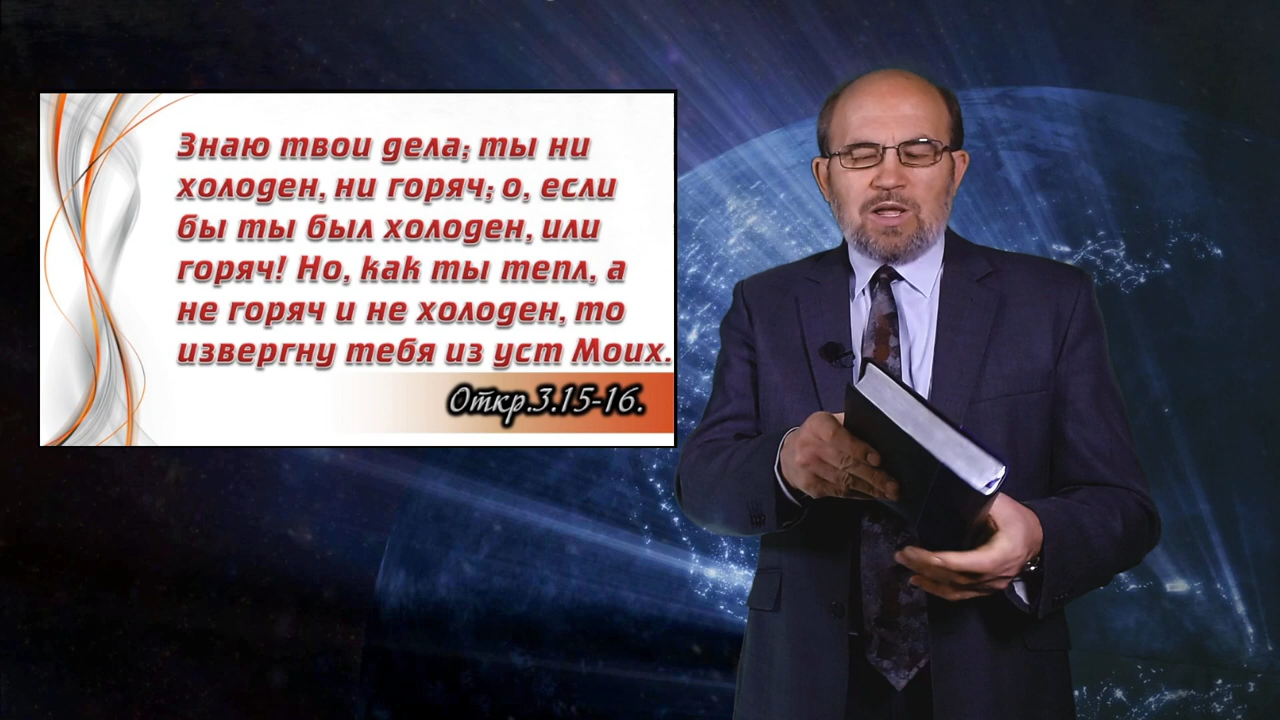 Знаю твои дела; ты ни
холоден, ни горяч; о, если
бы ты был холоден, или
горяч! Но, как ты тепл, а
не горяч и не холоден, то
извергну тебя из уст Моих.
Откр.3.15-16.